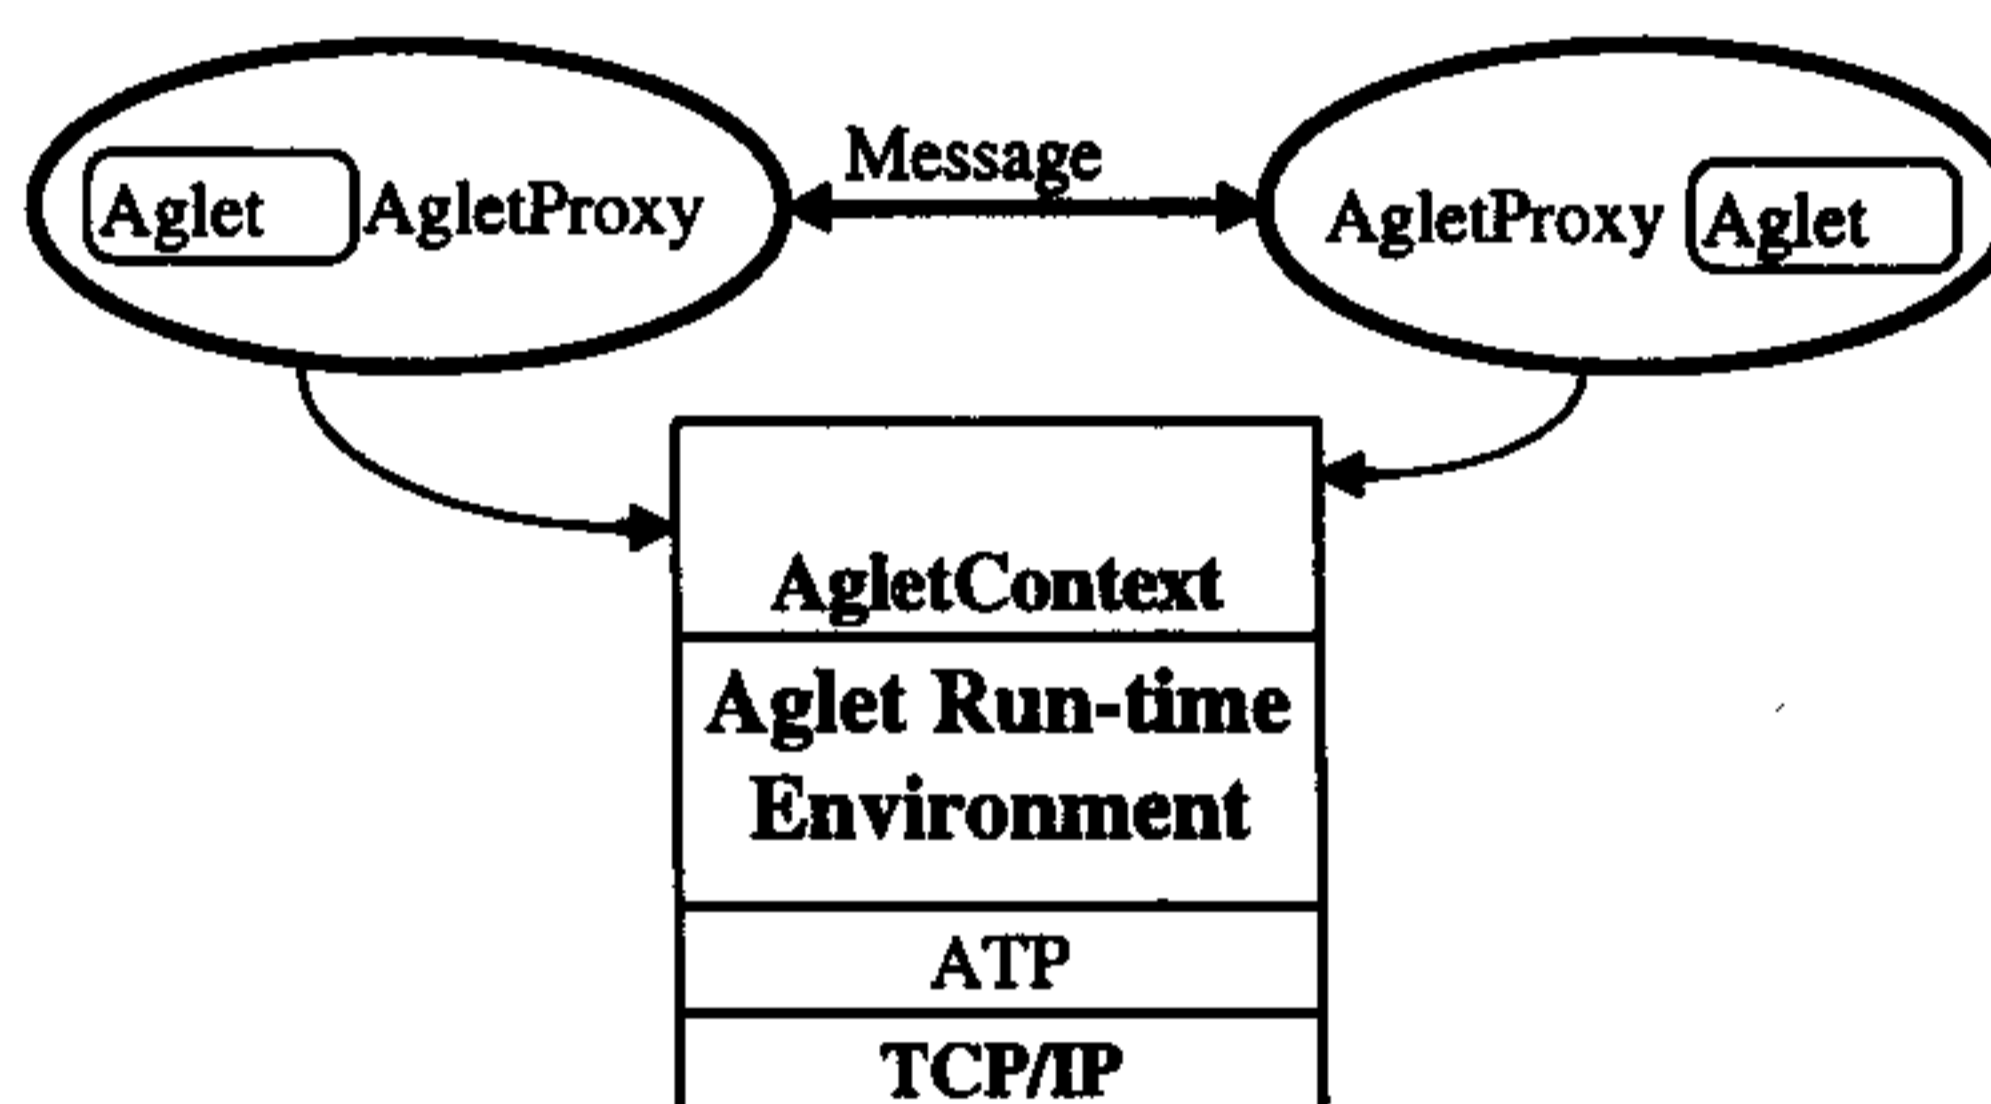 Message
Aglet AgletProxy
AgletProxy Aglet
AgletContext
Aglet Run-time
Environment
ATP
TCP/IP